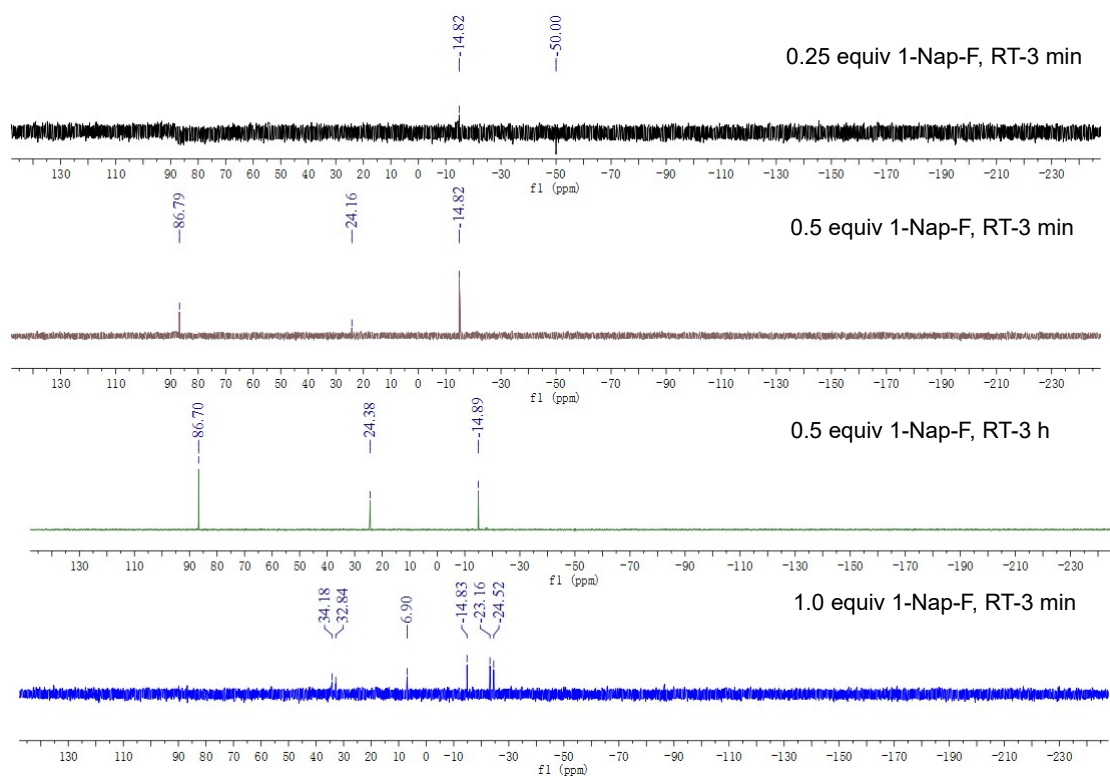 -14.82
-50.00
0.25 equiv 1-Nap-F, RT-3 min
130 110 90 80 70 60 50 40 30 20 10 0 -10 -30 -50 -70 -90 -110 -130 -150 -170 -190 -210 -230
f1 (ppm)
86.79
24.16
-14.82
0.5 equiv 1-Nap-F, RT-3 min
130 110 90 80 70 60 50 40 30 20 10 0 -10 -30 -50 -70 -90 -110 -130 -150 -170 -190 -210 -230
f1 (ppm)
86.70
24.38
-14.89
0.5 equiv 1-Nap-F, RT-3 h
130 110 90 80 70 60 50 40 30 20 10 0 -10 -30 -50 -70 -90 -110 -130 -150 -170 -190 -210 -230
f1 (ppm)
34.18
32.84
6.90
-14.83
-23.16
-24.52
1.0 equiv 1-Nap-F, RT-3 min
130 110 90 80 70 60 50 40 30 20 10 0 -10 -30 -50 -70 -90 -110 -130 -150 -170 -190 -210 -230
f1 (ppm)